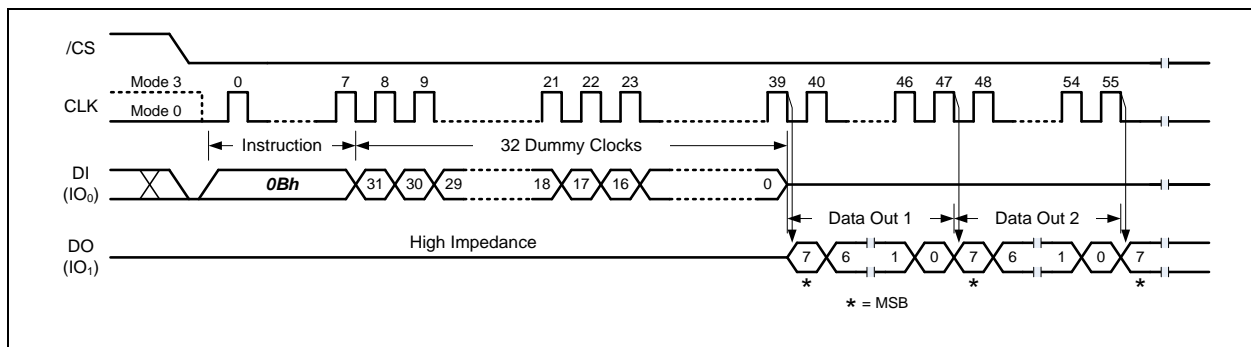 /CS
Mode 3 0 7 8 9 21 22 23 39 40 46 47 48 54 55
CLK
Mode 0
Instruction 32 Dummy Clocks
DI
(IO0) 0Bh 31 30 29 18 17 16 0
Data Out 1 Data Out 2
DO High Impedance
(IO1) 7 6 1 0 7 6 1 0 7
* * *
* = MSB